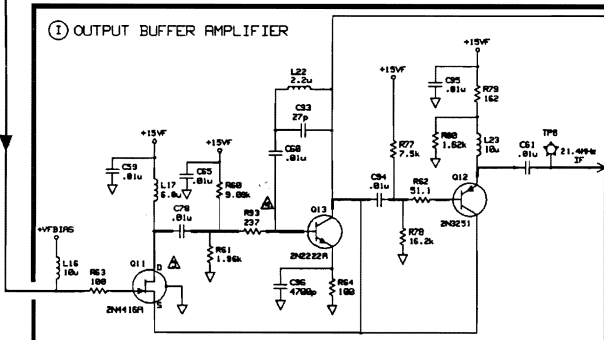 I OUTPUT BUFFER AMPLIFIER
+15VF
L22
2.2u
C95
.01u
R79
162
C93
27p
+15VF
+15VF
+15VF
C60
.01u
R77
7.5k
R80
1.62k
L23
10u
C61
.01u
TP8
21.4MHz
IF
C59
.01u
L17
6.8u
C65
.01u
R60
9.09k
C94
.01u
R62
51.1
Q12
2N3251
C78
.01u
R93
237
Q13
2N2222A
+VFBIAS
R61
1.96k
R78
16.2k
L16
10u
R63
100
Q11
D
S
2N4416A
C96
4700p
R64
100